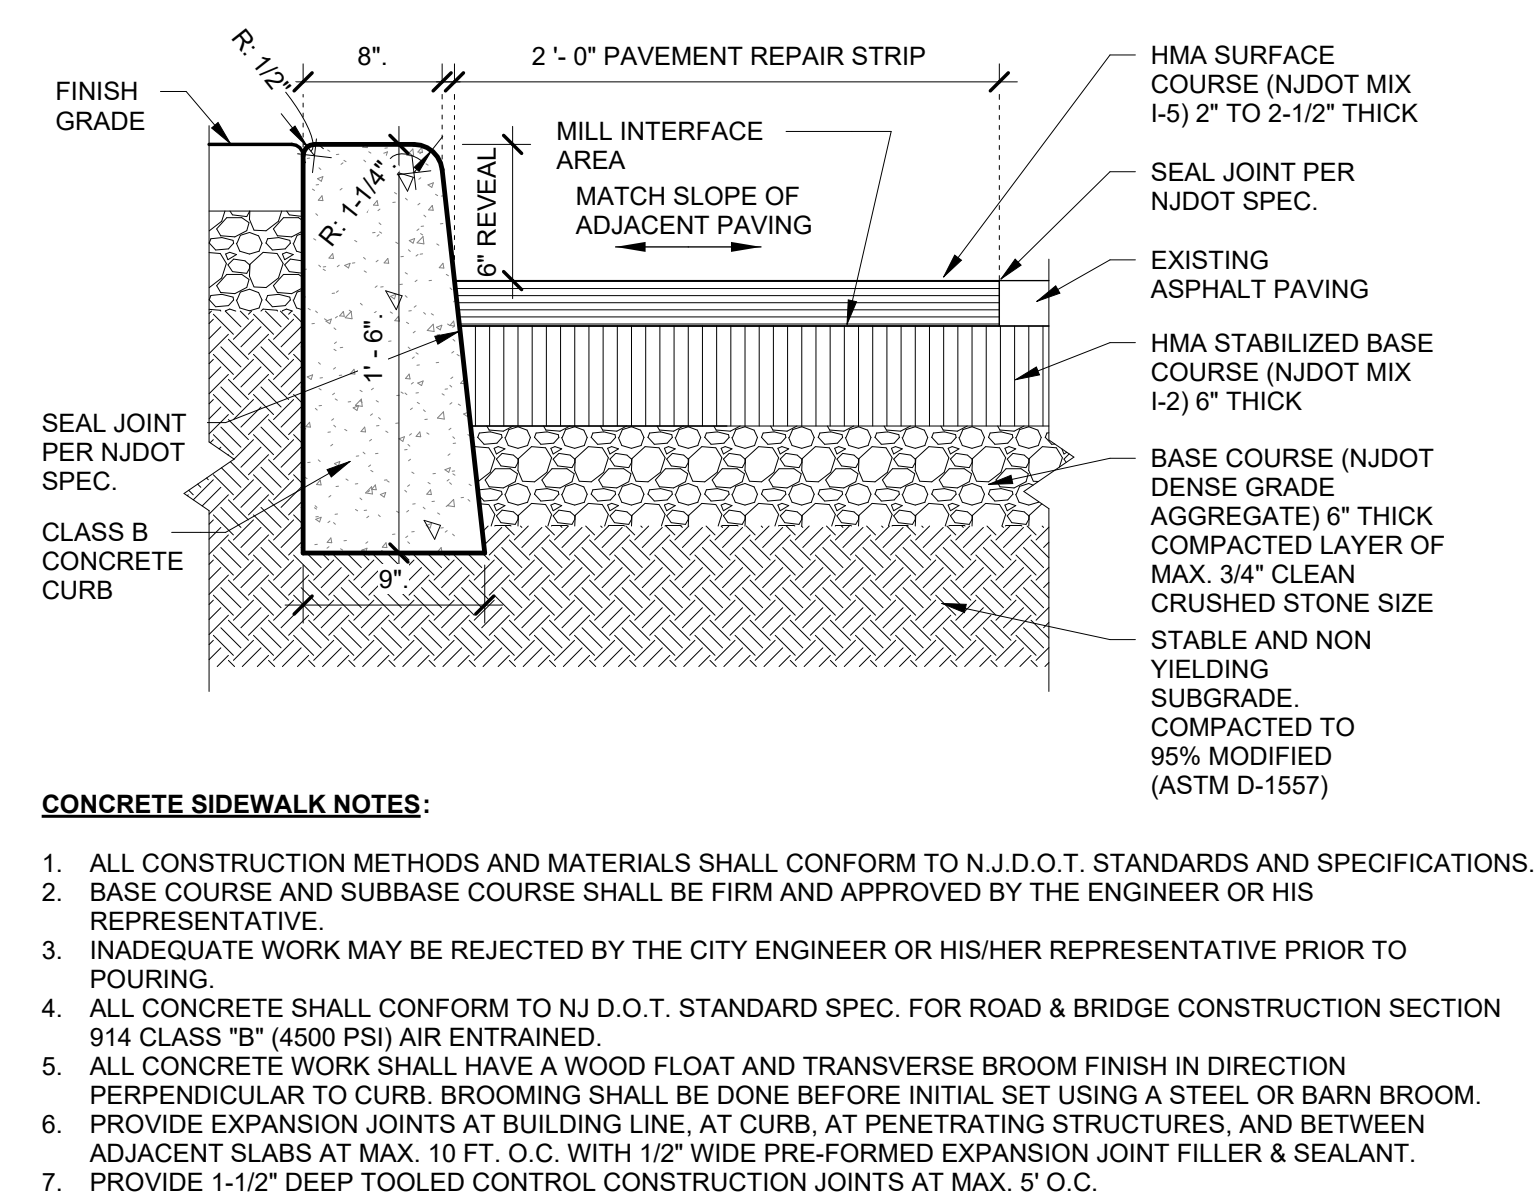 R: 1/2"
8".
2 '- 0" PAVEMENT REPAIR STRIP
FINISH
GRADE
MILL INTERFACE
AREA
MATCH SLOPE OF
ADJACENT PAVING
R: 1-1/4"
6" REVEAL
1' - 6".
SEAL JOINT
PER NJDOT
SPEC.
CLASS B
CONCRETE
CURB
9".
HMA SURFACE
COURSE (NJDOT MIX
I-5) 2" TO 2-1/2" THICK
SEAL JOINT PER
NJDOT SPEC.
EXISTING
ASPHALT PAVING
HMA STABILIZED BASE
COURSE (NJDOT MIX
I-2) 6" THICK
BASE COURSE (NJDOT
DENSE GRADE
AGGREGATE) 6" THICK
COMPACTED LAYER OF
MAX. 3/4" CLEAN
CRUSHED STONE SIZE
STABLE AND NON
YIELDING
SUBGRADE.
COMPACTED TO
95% MODIFIED
(ASTM D-1557)
CONCRETE SIDEWALK NOTES:
1. ALL CONSTRUCTION METHODS AND MATERIALS SHALL CONFORM TO N.J.D.O.T. STANDARDS AND SPECIFICATIONS.
2. BASE COURSE AND SUBBASE COURSE SHALL BE FIRM AND APPROVED BY THE ENGINEER OR HIS
REPRESENTATIVE.
3. INADEQUATE WORK MAY BE REJECTED BY THE CITY ENGINEER OR HIS/HER REPRESENTATIVE PRIOR TO
POURING.
4. ALL CONCRETE SHALL CONFORM TO NJ D.O.T. STANDARD SPEC. FOR ROAD & BRIDGE CONSTRUCTION SECTION
914 CLASS "B" (4500 PSI) AIR ENTRAINED.
5. ALL CONCRETE WORK SHALL HAVE A WOOD FLOAT AND TRANSVERSE BROOM FINISH IN DIRECTION
PERPENDICULAR TO CURB. BROOMING SHALL BE DONE BEFORE INITIAL SET USING A STEEL OR BARN BROOM.
6. PROVIDE EXPANSION JOINTS AT BUILDING LINE, AT CURB, AT PENETRATING STRUCTURES, AND BETWEEN
ADJACENT SLABS AT MAX. 10 FT. O.C. WITH 1/2" WIDE PRE-FORMED EXPANSION JOINT FILLER & SEALANT.
7. PROVIDE 1-1/2" DEEP TOOLED CONTROL CONSTRUCTION JOINTS AT MAX. 5' O.C.